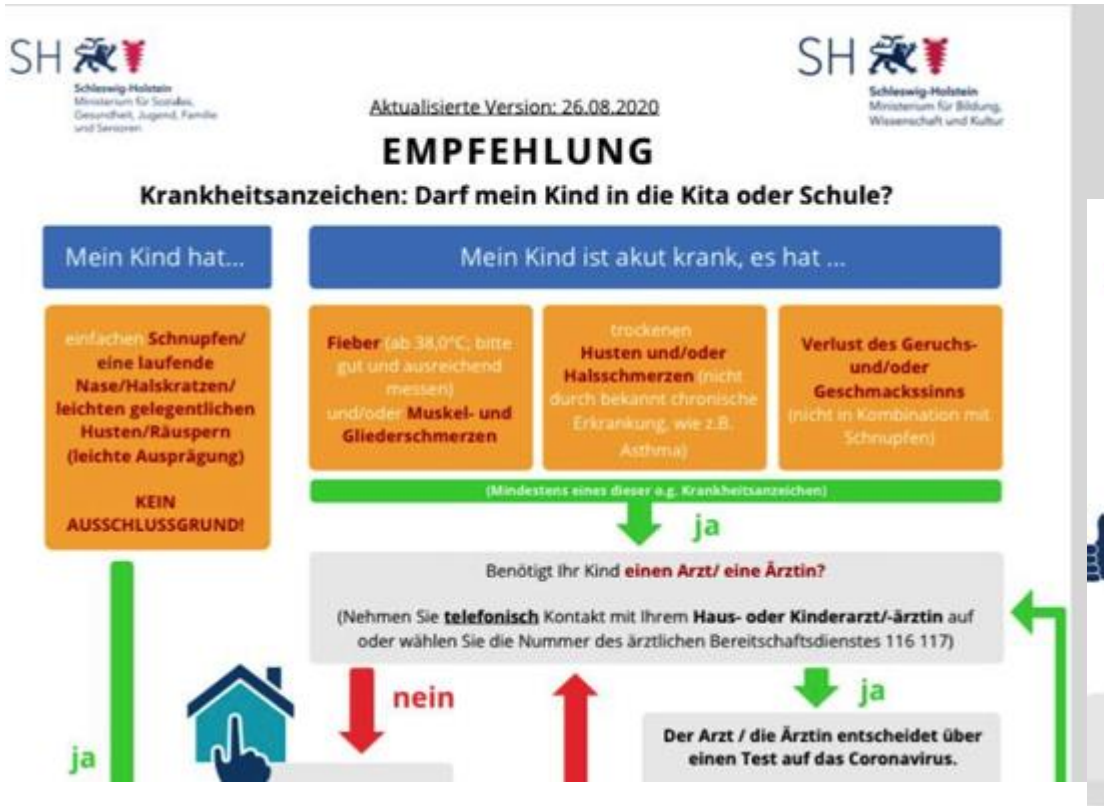 SH
Schleswig-Holstein
Ministerium für Soziales,
Gesundheit, Jugend, Familie
und Senioren
SH
Schleswig-Holstein
Ministerium für Bildung,
Wissenschaft und Kultur
Aktualisierte Version: 26.08.2020
EMPFEHLUNG
Krankheitsanzeichen: Darf mein Kind in die Kita oder Schule?
Mein Kind hat...
einfachen Schnupfen/
eine laufende
Nase/Halskratzen/
leichten gelegentlichen
Husten/Räuspern
(leichte Ausprägung)
KEIN
AUSSCHLUSSGRUND!
Mein Kind ist akut krank, es hat ...
Fieber (ab 38,0°C; bitte
gut und ausreichend
messen)
und/oder Muskel- und
Gliederschmerzen
trockenen
Husten und/oder
Halsschmerzen (nicht
durch bekannt chronische
Erkrankung, wie z.B.
Asthma)
Verlust des Geruchs-
und/oder
Geschmackssinns
(nicht in Kombination mit
Schnupfen)
(Mindestens eines dieser o.g. Krankheitsanzeichen)
ja
Benötigt Ihr Kind einen Arzt/ eine Ärztin?
(Nehmen Sie telefonisch Kontakt mit Ihrem Haus- oder Kinderarzt/-ärztin auf
oder wählen Sie die Nummer des ärztlichen Bereitschaftsdienstes 116 117)
nein
ja
Der Arzt / die Ärztin entscheidet über
einen Test auf das Coronavirus.
ja